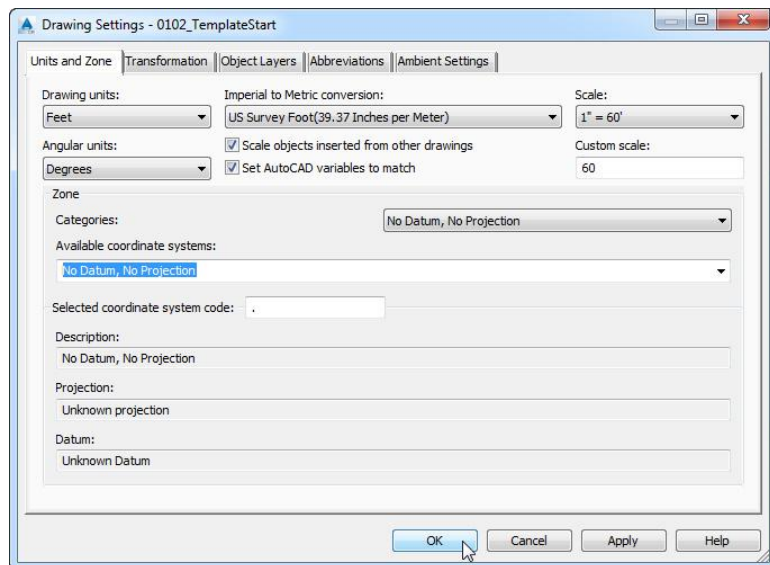 Drawing Settings - 0102_TemplateStart
Units and Zone Transformation Object Layers Abbreviations Ambient Settings
Drawing units: Imperial to Metric conversion: Scale:
Feet US Survey Foot(39.37 Inches per Meter) 1" = 60'
Angular units: Scale objects inserted from other drawings Custom scale:
Degrees Set AutoCAD variables to match 60
Zone
Categories: No Datum, No Projection
Available coordinate systems:
No Datum, No Projection
Selected coordinate system code: .
Description:
No Datum, No Projection
Projection:
Unknown projection
Datum:
Unknown Datum
OK Cancel Apply Help